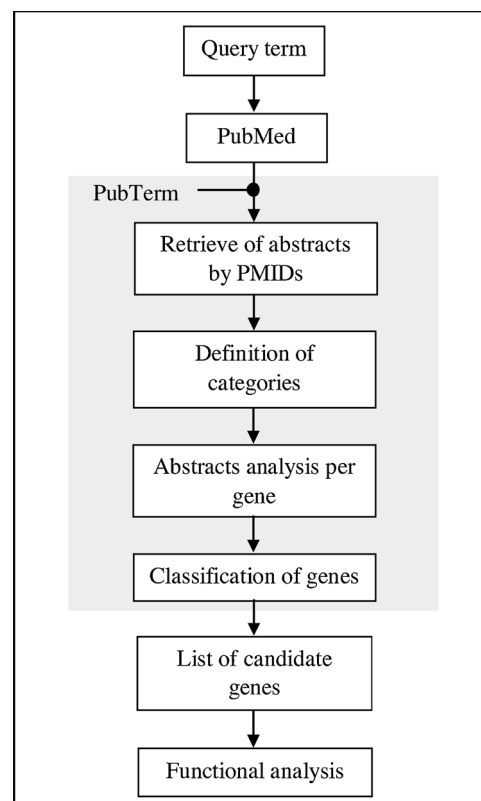 Query term
PubMed
PubTerm
Retrieve of abstracts
by PMIDs
Definition of
categories
Abstracts analysis per
gene
Classification of genes
List of candidate
genes
Functional analysis